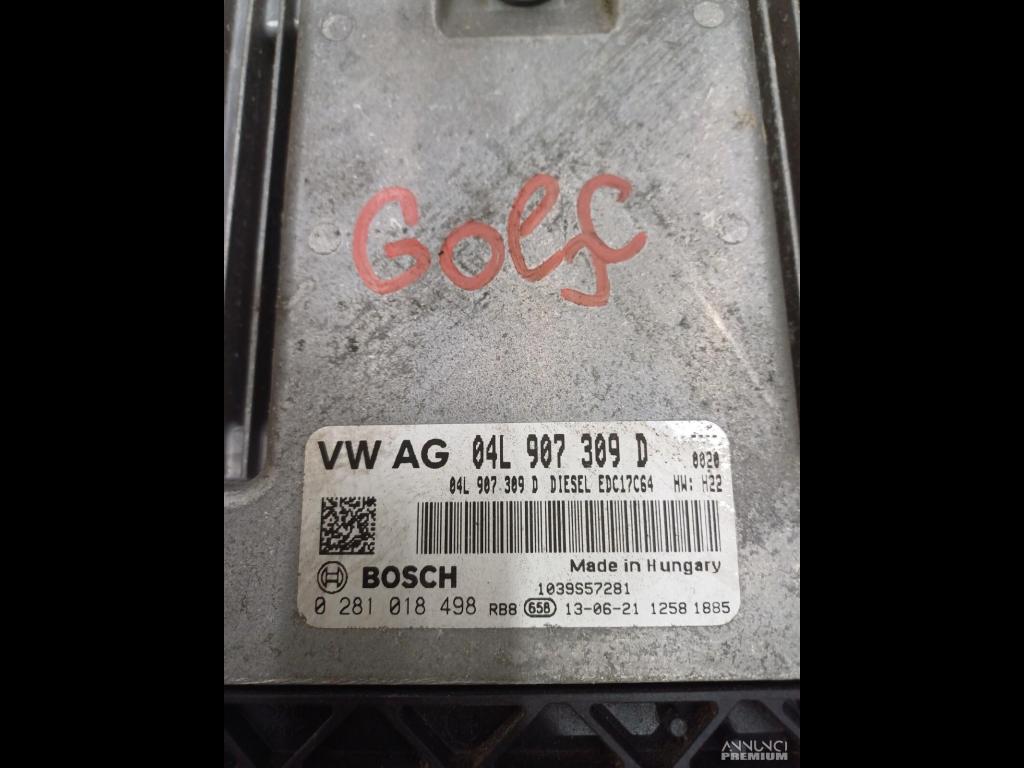 Golf
VW AG 04L 907 309 D 0020
04L 907 309 D DIESEL EDC17C64 HW: H22
Made in Hungary
BOSCH 1039S57281
0 281 018 498 RB8 658 13-06-21 1258 1885
ANNUNCI
PREMIUM